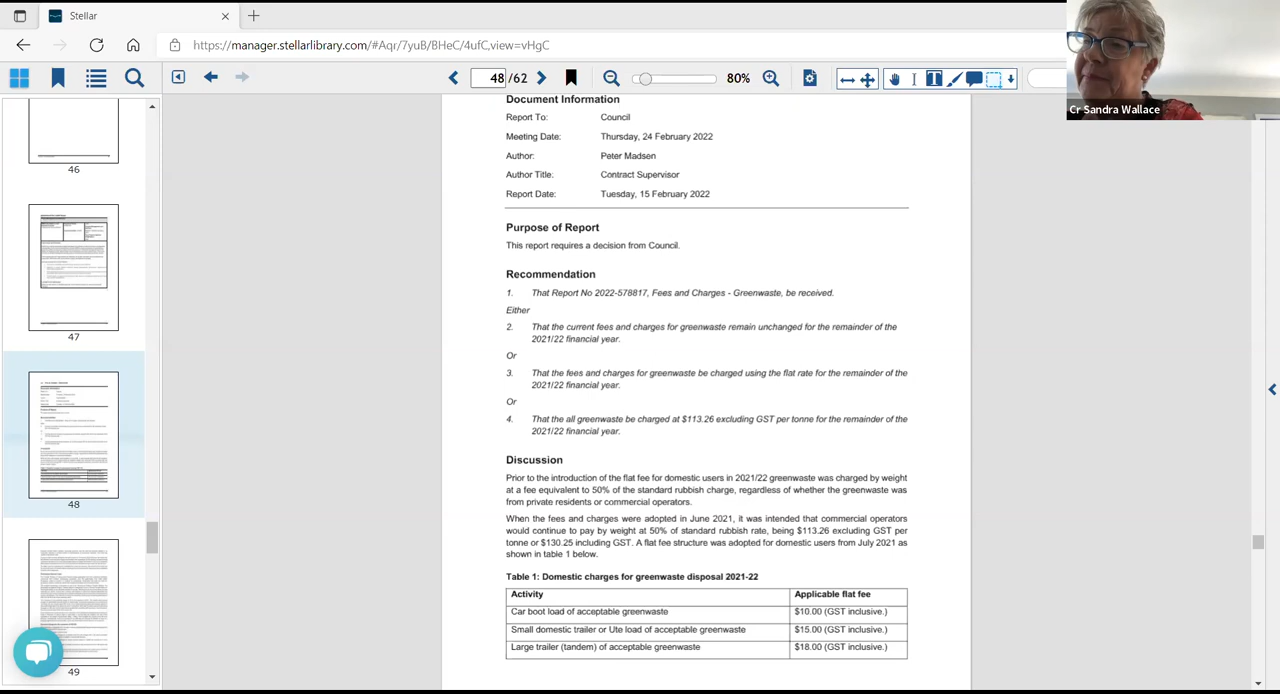 Stellar
https://manager.stellarlibrary.com/#Aqr/7yuB/BHeC/4ufC,view=vHgC
48 /62
80%
Cr Sandra Wallace
46
47
48
49
Document Information
Report To: Council
Meeting Date: Thursday, 24 February 2022
Author: Peter Madsen
Author Title: Contract Supervisor
Report Date: Tuesday, 15 February 2022
Purpose of Report
This report requires a decision from Council.
Recommendation
1. That Report No 2022-578817, Fees and Charges - Greenwaste, be received.
Either
2. That the current fees and charges for greenwaste remain unchanged for the remainder of the
2021/22 financial year.
Or
3. That the fees and charges for greenwaste be charged using the flat rate for the remainder of the
2021/22 financial year.
Or
4. That the all greenwaste be charged at $113.26 excluding GST per tonne for the remainder of the
2021/22 financial year.
Discussion
Prior to the introduction of the flat fee for domestic users in 2021/22 greenwaste was charged by weight
at a fee equivalent to 50% of the standard rubbish charge, regardless of whether the greenwaste was
from private residents or commercial operators.
When the fees and charges were adopted in June 2021, it was intended that commercial operators
would continue to pay by weight at 50% of standard rubbish rate, being $113.26 excluding GST per
tonne or $130.25 including GST. A flat fee structure was adopted for domestic users from July 2021 as
shown in table 1 below.
Table 1: Domestic charges for greenwaste disposal 2021-22
Activity Applicable flat fee
Car boot load of acceptable greenwaste $10.00 (GST inclusive.)
Small domestic trailer or Ute load of acceptable greenwaste $15.00 (GST inclusive.)
Large trailer (tandem) of acceptable greenwaste $18.00 (GST inclusive.)